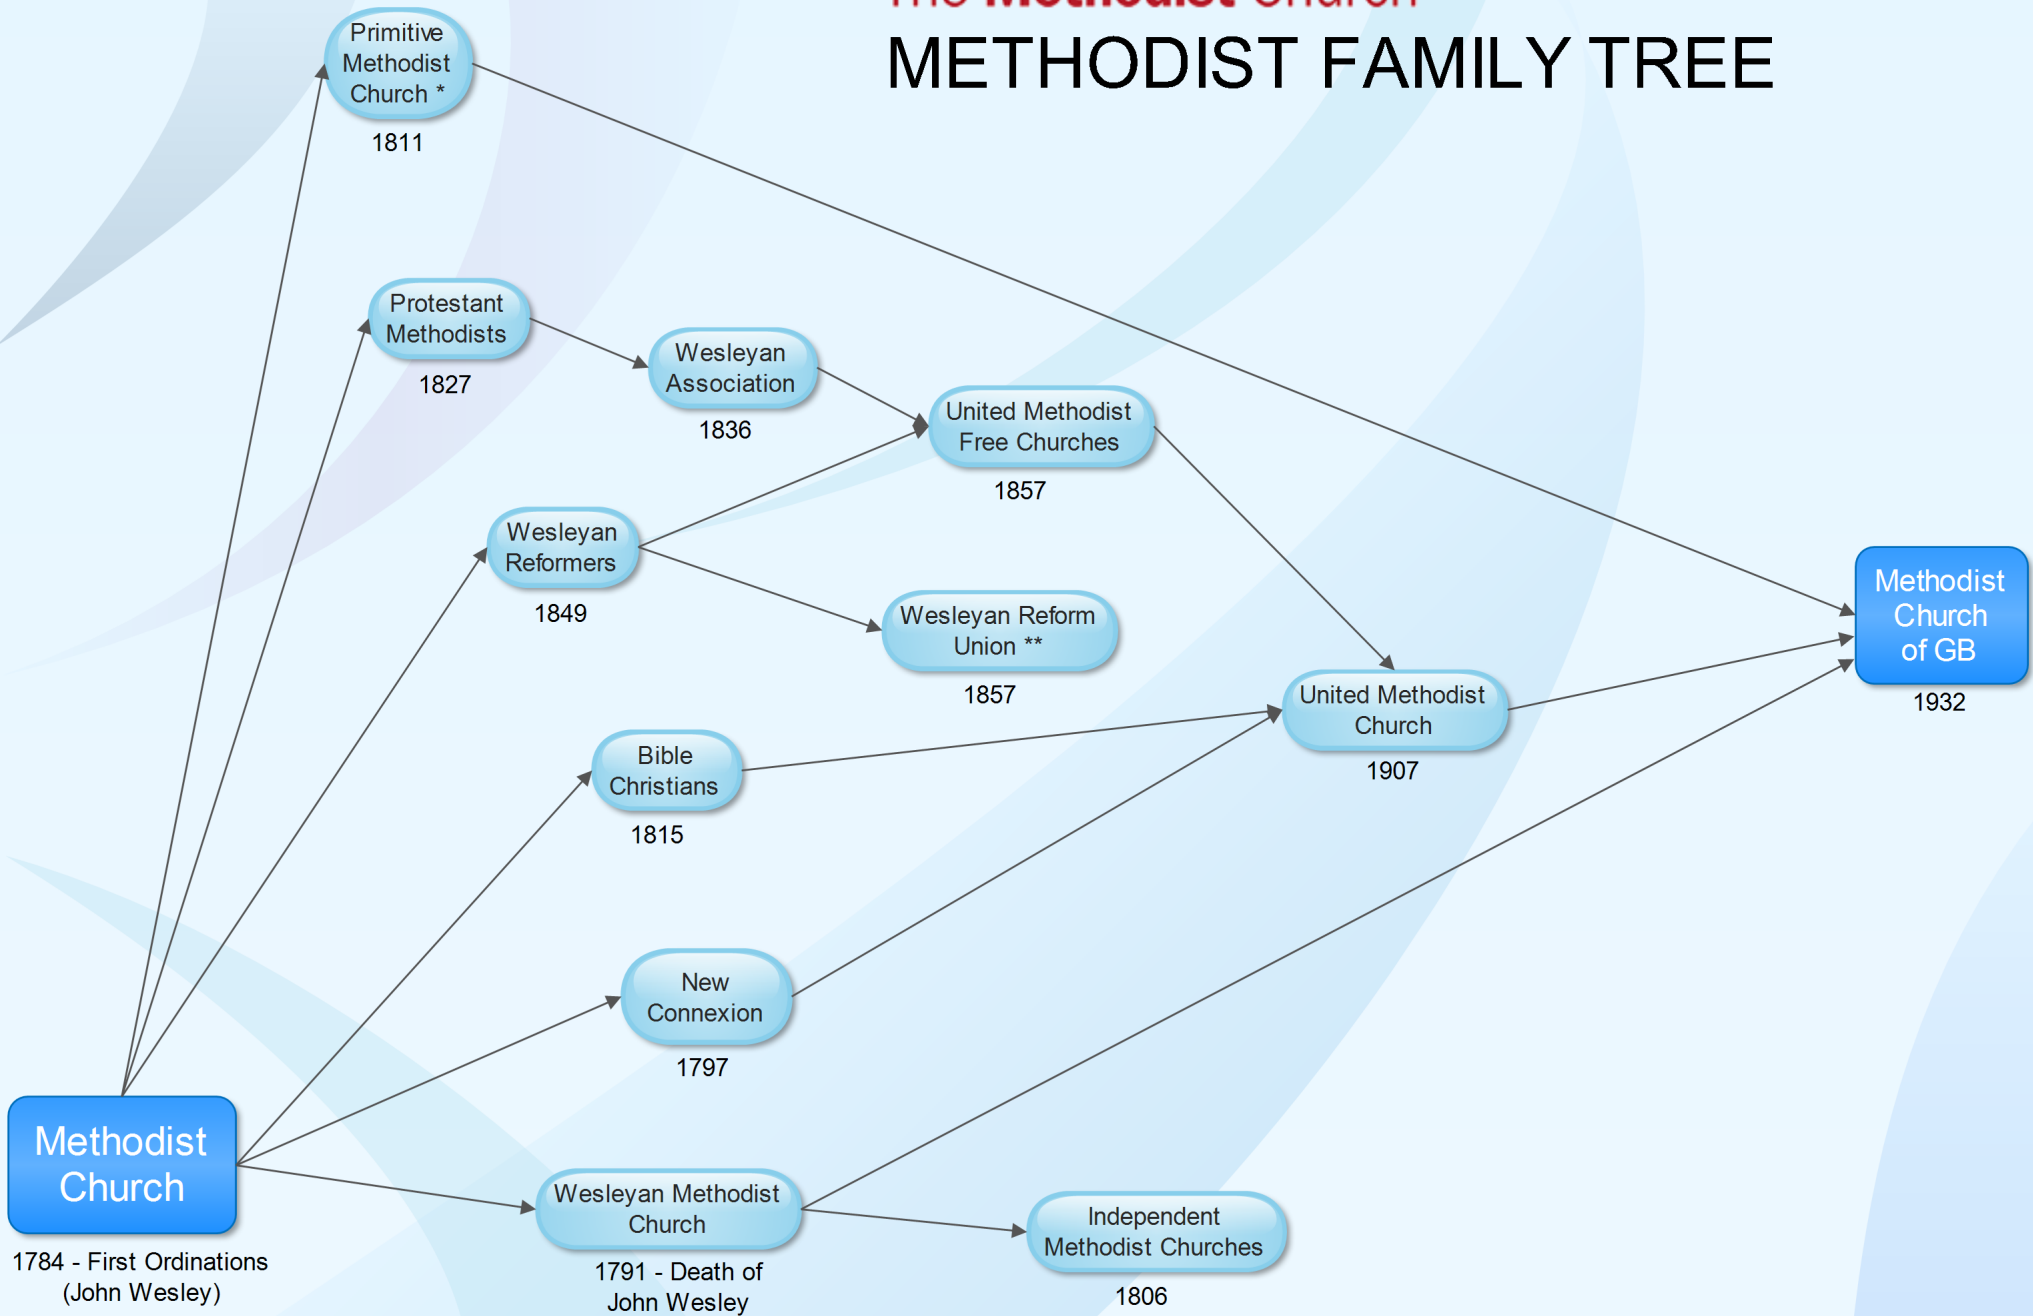 The Methodist Church
METHODIST FAMILY TREE
Primitive
Methodist
Church *
1811
Protestant
Methodists
1827
Wesleyan
Association
1836
United Methodist
Free Churches
1857
Wesleyan
Reformers
1849
Wesleyan Reform
Union **
1857
Methodist
Church
of GB
1932
United Methodist
Church
1907
Bible
Christians
1815
New
Connexion
1797
Methodist
Church
1784 - First Ordinations
(John Wesley)
Wesleyan Methodist
Church
1791 - Death of
John Wesley
Independent
Methodist Churches
1806